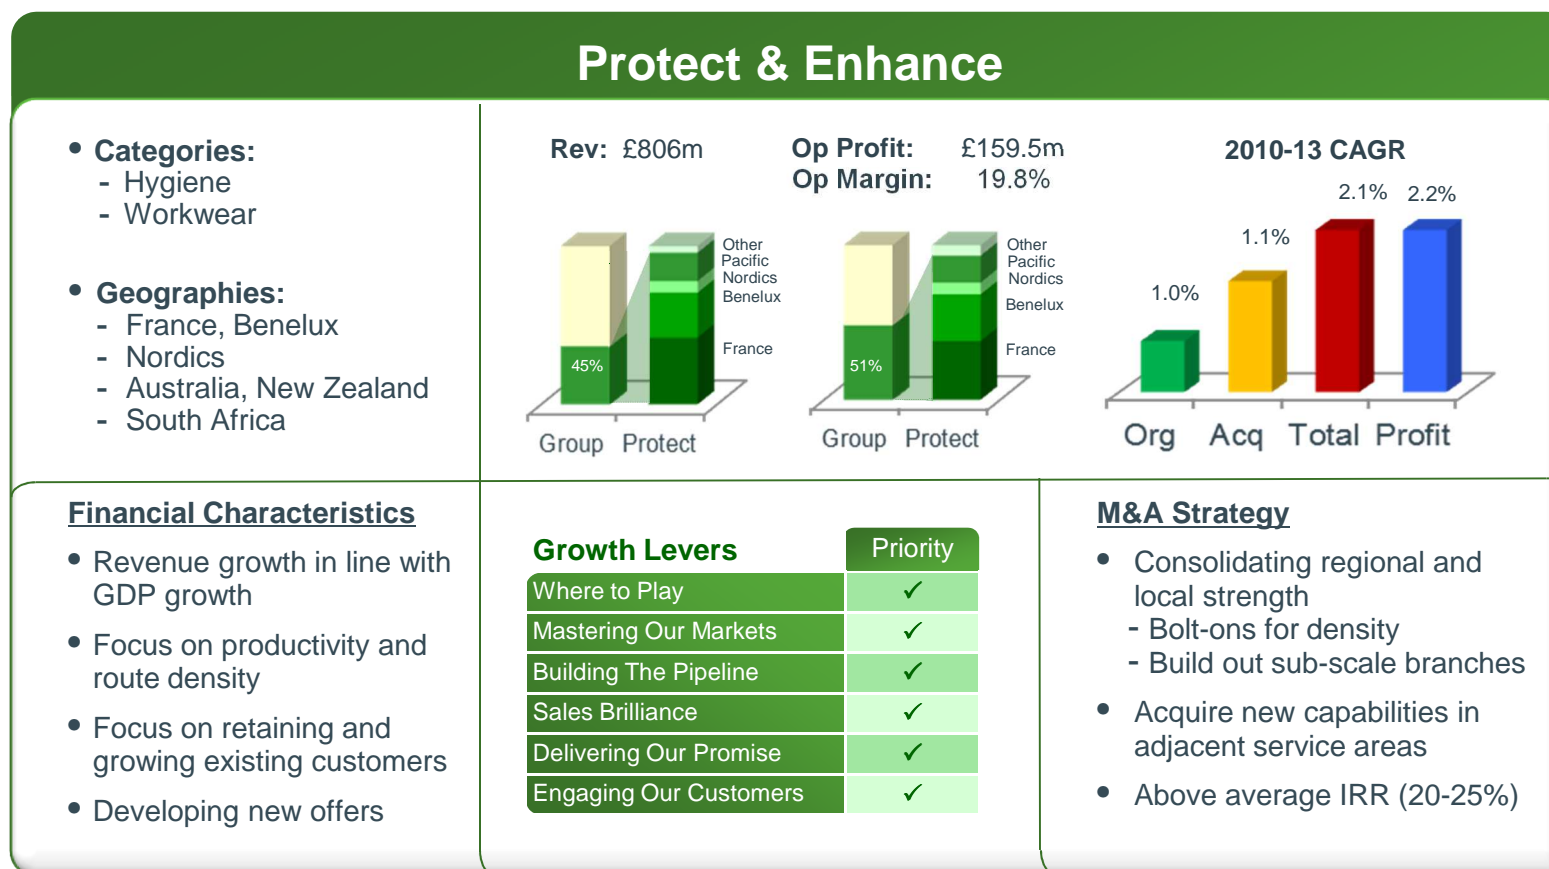 Protect & Enhance
• Categories:
- Hygiene
- Workwear
• Geographies:
- France, Benelux
- Nordics
- Australia, New Zealand
- South Africa
Rev: £806m
Other
Pacific
Nordics
Benelux
France
45%
Group Protect
Op Profit: £159.5m
Op Margin: 19.8%
Other
Pacific
Nordics
Benelux
France
51%
Group Protect
2010-13 CAGR
1.0%
1.1%
2.1%
2.2%
Org Acq Total Profit
Financial Characteristics
• Revenue growth in line with
GDP growth
• Focus on productivity and
route density
• Focus on retaining and
growing existing customers
• Developing new offers
Growth Levers Priority
Where to Play ✓
Mastering Our Markets ✓
Building The Pipeline ✓
Sales Brilliance ✓
Delivering Our Promise ✓
Engaging Our Customers ✓
M&A Strategy
• Consolidating regional and
local strength
- Bolt-ons for density
- Build out sub-scale branches
• Acquire new capabilities in
adjacent service areas
• Above average IRR (20-25%)